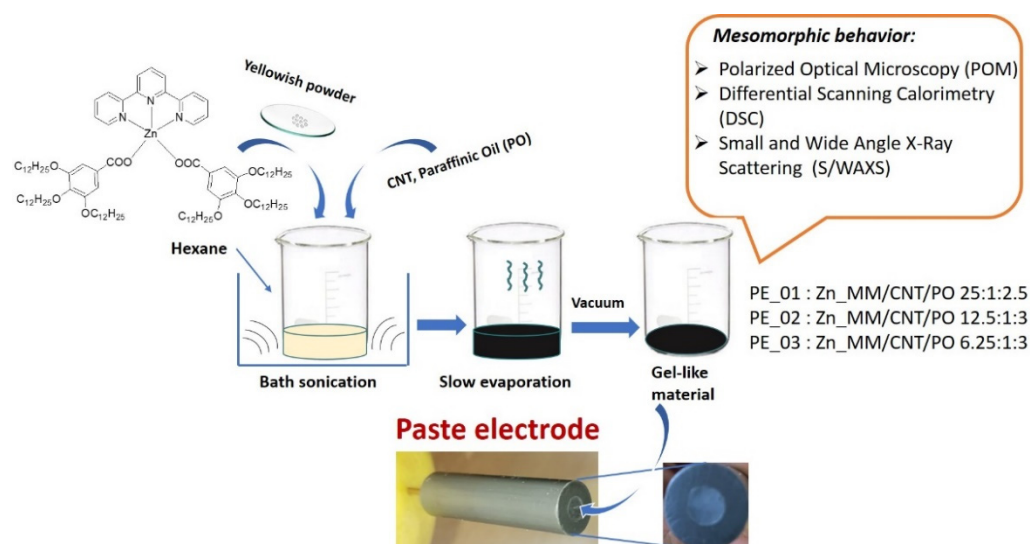 Mesomorphic behavior:
➢ Polarized Optical Microscopy (POM)
➢ Differential Scanning Calorimetry
(DSC)
➢ Small and Wide Angle X-Ray
Scattering (S/WAXS)
Yellowish powder
CNT, Paraffinic Oil (PO)
N
N
N
Zn
COO
OOC
C12H25O
C12H25O
OC12H25
OC12H25
OC12H25
C12H25O
Hexane
Vacuum
Bath sonication
Slow evaporation
Gel-like
material
PE_01 : Zn_MM/CNT/PO 25:1:2.5
PE_02 : Zn_MM/CNT/PO 12.5:1:3
PE_03 : Zn_MM/CNT/PO 6.25:1:3
Paste electrode